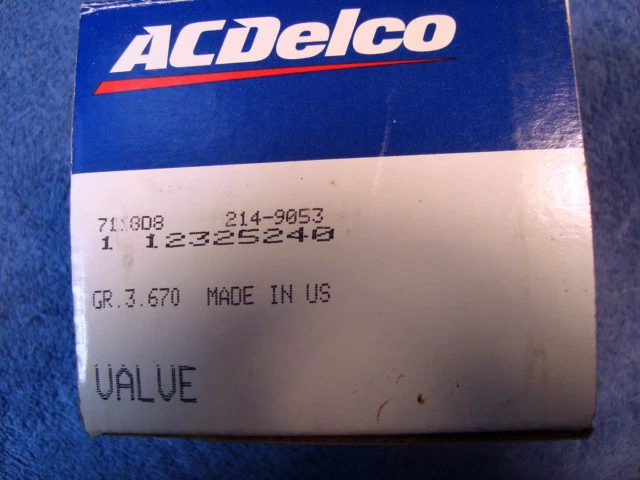 ACDelco
214-9053
1 12325240
GR.3.670 MADE IN US
VALVE